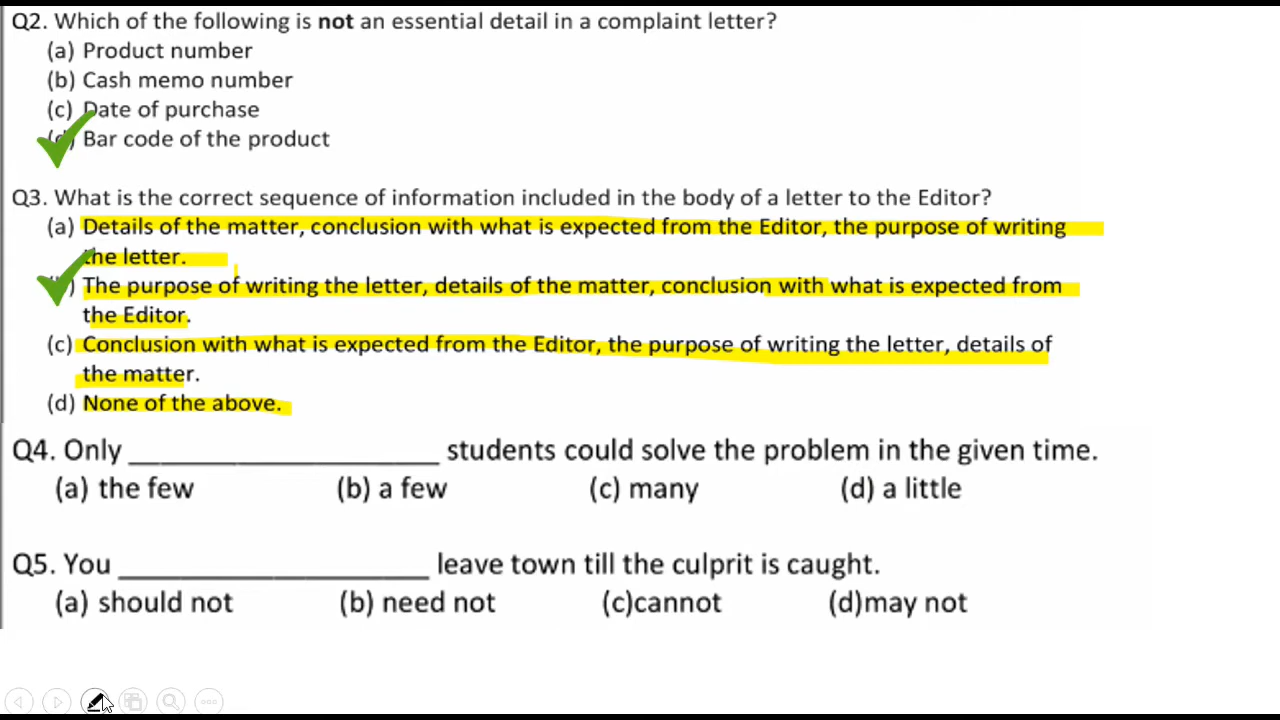 Q2. Which of the following is not an essential detail in a complaint letter?
(a) Product number
(b) Cash memo number
(c) Date of purchase
(d) Bar code of the product
Q3. What is the correct sequence of information included in the body of a letter to the Editor?
(a) Details of the matter, conclusion with what is expected from the Editor, the purpose of writing
the letter.
) The purpose of writing the letter, details of the matter, conclusion with what is expected from
the Editor.
(c) Conclusion with what is expected from the Editor, the purpose of writing the letter, details of
the matter.
(d) None of the above.
Q4. Only ______________________ students could solve the problem in the given time.
(a) the few (b) a few (c) many (d) a little
Q5. You ______________________ leave town till the culprit is caught.
(a) should not (b) need not (c)cannot (d)may not